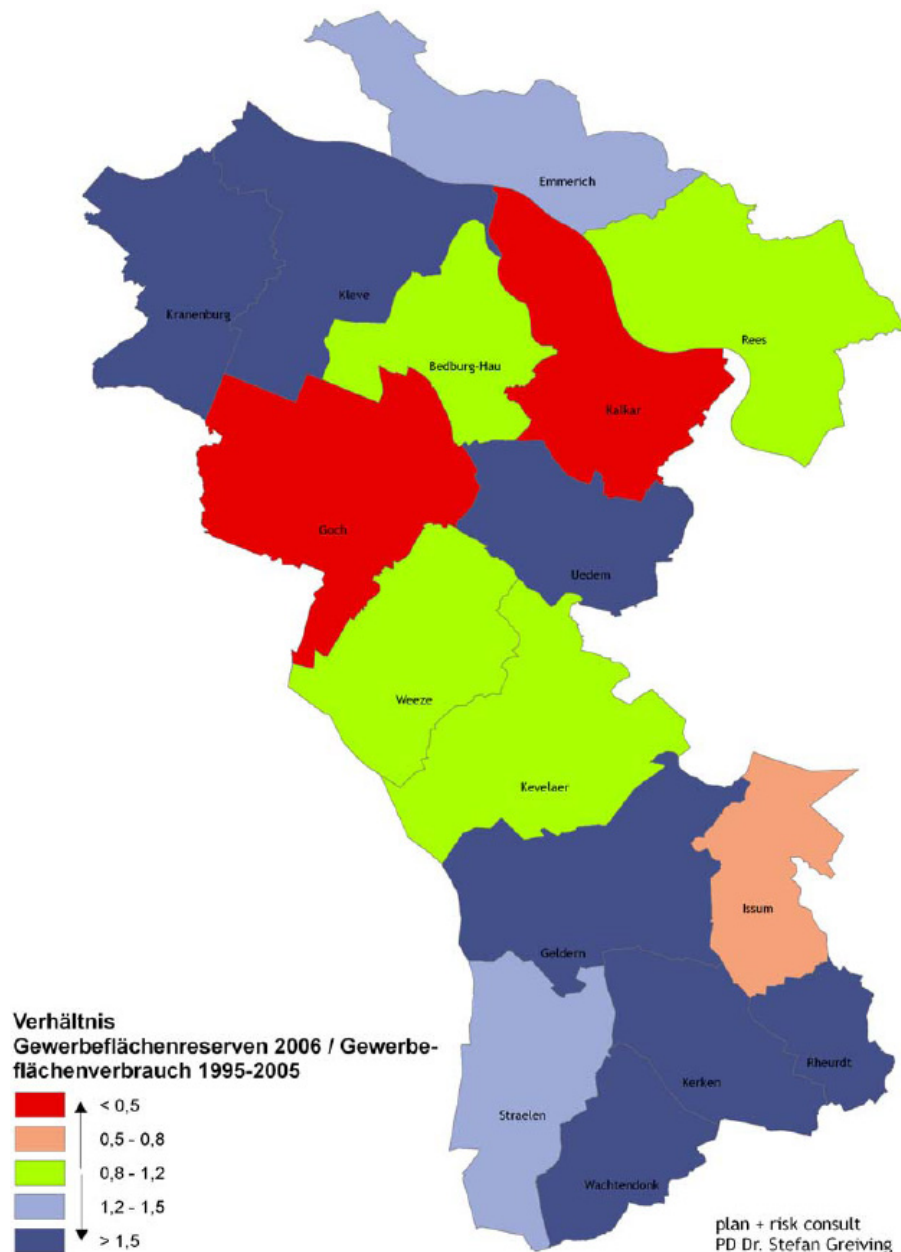 Emmerich
Kranenburg
Kleve
Bedburg-Hau
Rees
Kalkar
Goch
Uedem
Weeze
Kevelaer
Issum
Geldern
Rheurdt
Kerken
Straelen
Wachtendonk
Verhältnis
Gewerbeflächenreserven 2006 / Gewerbe-
flächenverbrauch 1995-2005
< 0,5
0,5 - 0,8
0,8 - 1,2
1,2 - 1,5
> 1,5
plan + risk consult
PD Dr. Stefan Greiving